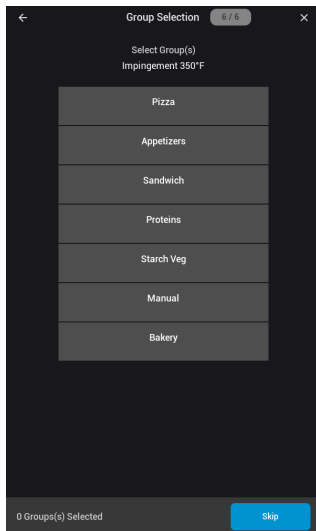 Group Selection 6 / 6
Select Group(s)
Impingement 350°F
Pizza
Appetizers
Sandwich
Proteins
Starch Veg
Manual
Bakery
0 Groups(s) Selected Skip